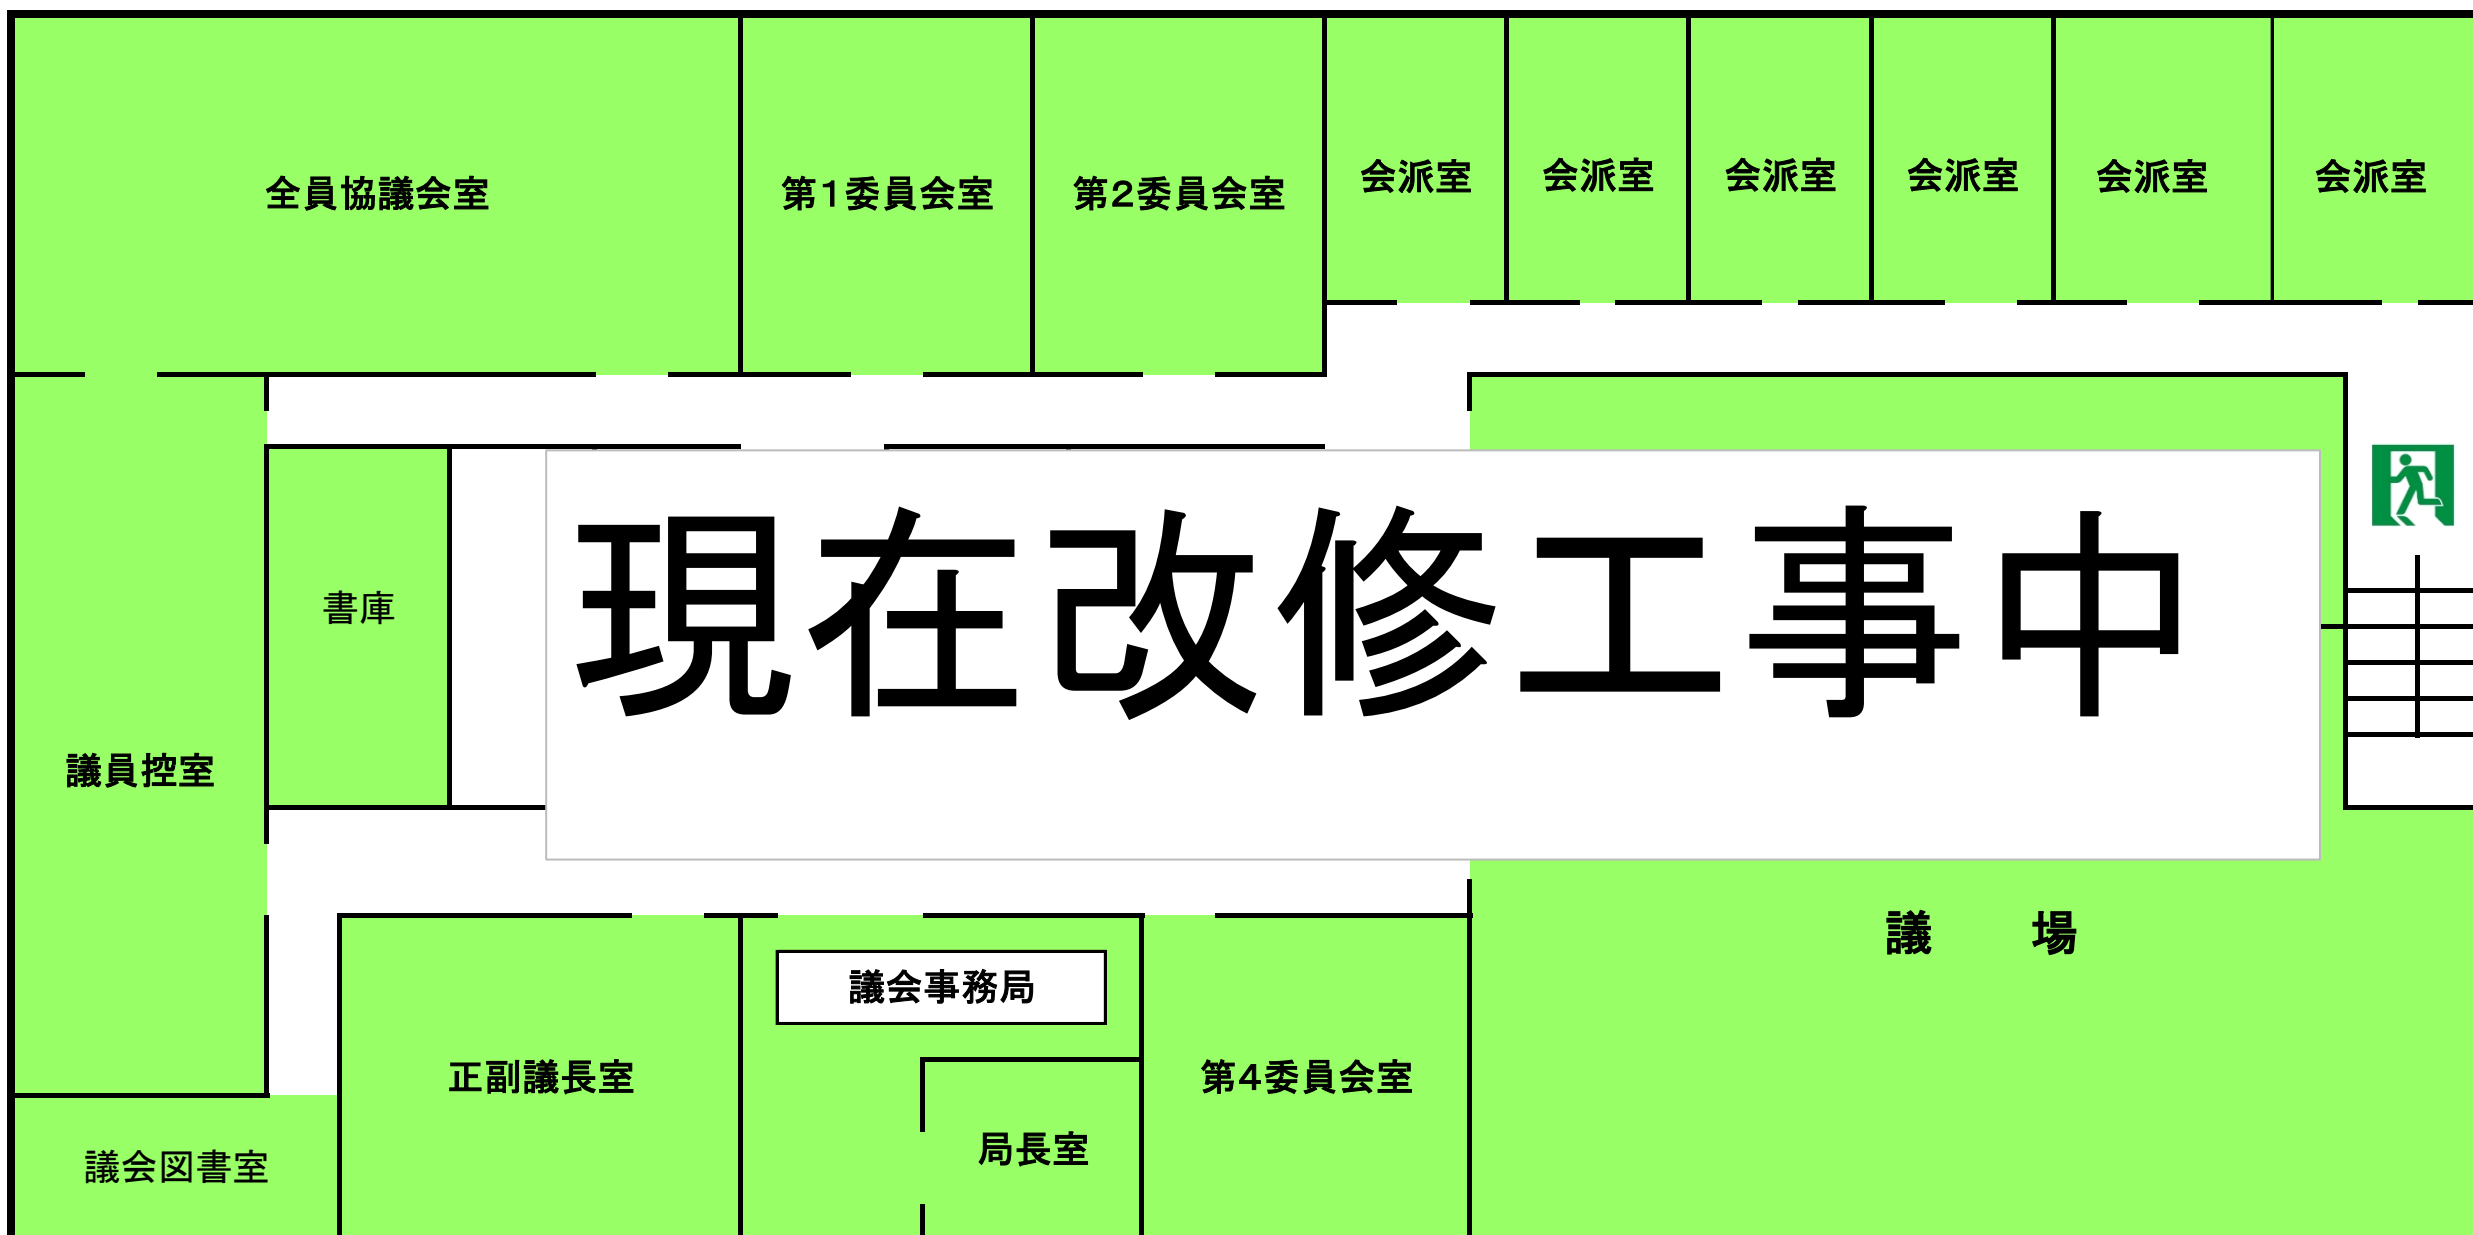 全員協議会室
第1委員会室
第2委員会室
会派室
会派室
会派室
会派室
会派室
会派室
現在改修工事中
書庫
議員控室
議　場
議会事務局
正副議長室
第4委員会室
局長室
議会図書室